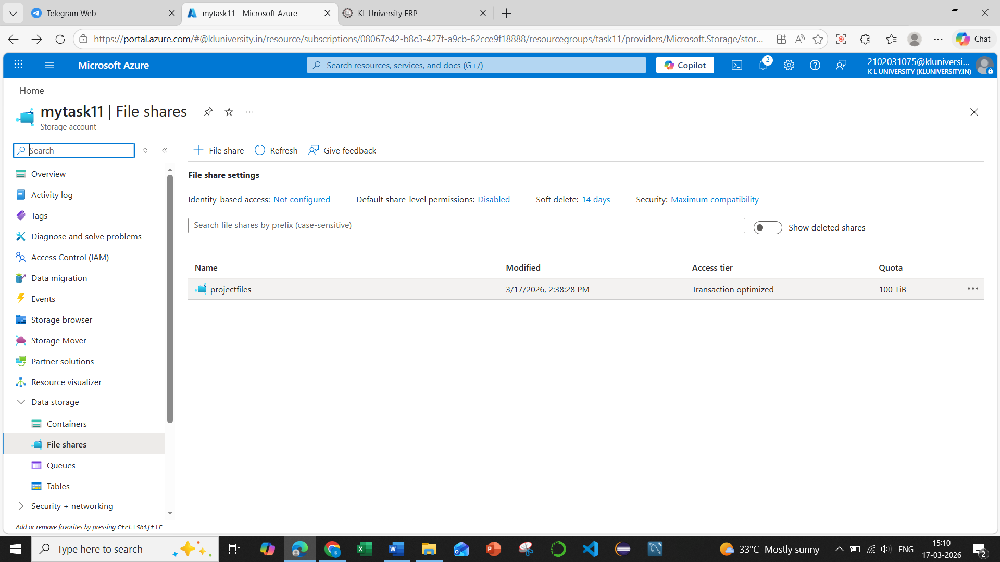 Telegram Web
mytask11 - Microsoft Azure
KL University ERP
https://portal.azure.com/#@kluniversity.in/resource/subscriptions/08067e42-b8c3-427f-a9cb-62cce9f18888/resourcegroups/task11/providers/Microsoft.Storage/stor...
Chat
Microsoft Azure
Search resources, services, and docs (G+/)
Copilot
2
2102031075@kluniversi...
K L UNIVERSITY (KLUNIVERSITY.IN)
Home
mytask11 | File shares
Storage account
Search
File share
Refresh
Give feedback
Overview
Activity log
Tags
Diagnose and solve problems
Access Control (IAM)
Data migration
Events
Storage browser
Storage Mover
Partner solutions
Resource visualizer
Data storage
Containers
File shares
Queues
Tables
Security + networking
Add or remove favorites by pressing Ctrl+Shift+F
File share settings
Identity-based access: Not configured
Default share-level permissions: Disabled
Soft delete: 14 days
Security: Maximum compatibility
Search file shares by prefix (case-sensitive)
Show deleted shares
Name Modified Access tier Quota
projectfiles 3/17/2026, 2:38:28 PM Transaction optimized 100 TiB
Type here to search
33°C Mostly sunny
ENG
15:10
17-03-2026
2